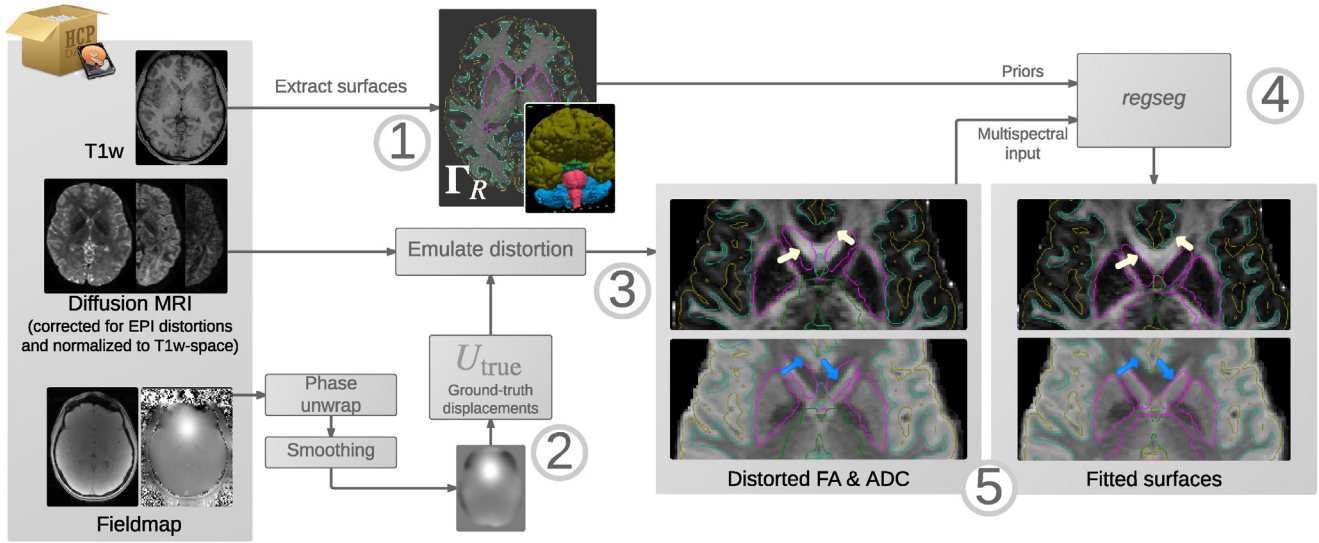 HCP
DATA
T1w
Extract surfaces
1
Γ_R
Priors
regseg
4
Multispectral
input
Diffusion MRI
(corrected for EPI distortions
and normalized to T1w-space)
Emulate distortion
3
U_true
Ground-truth
displacements
2
Phase
unwrap
Smoothing
Fieldmap
Distorted FA & ADC
5
Fitted surfaces